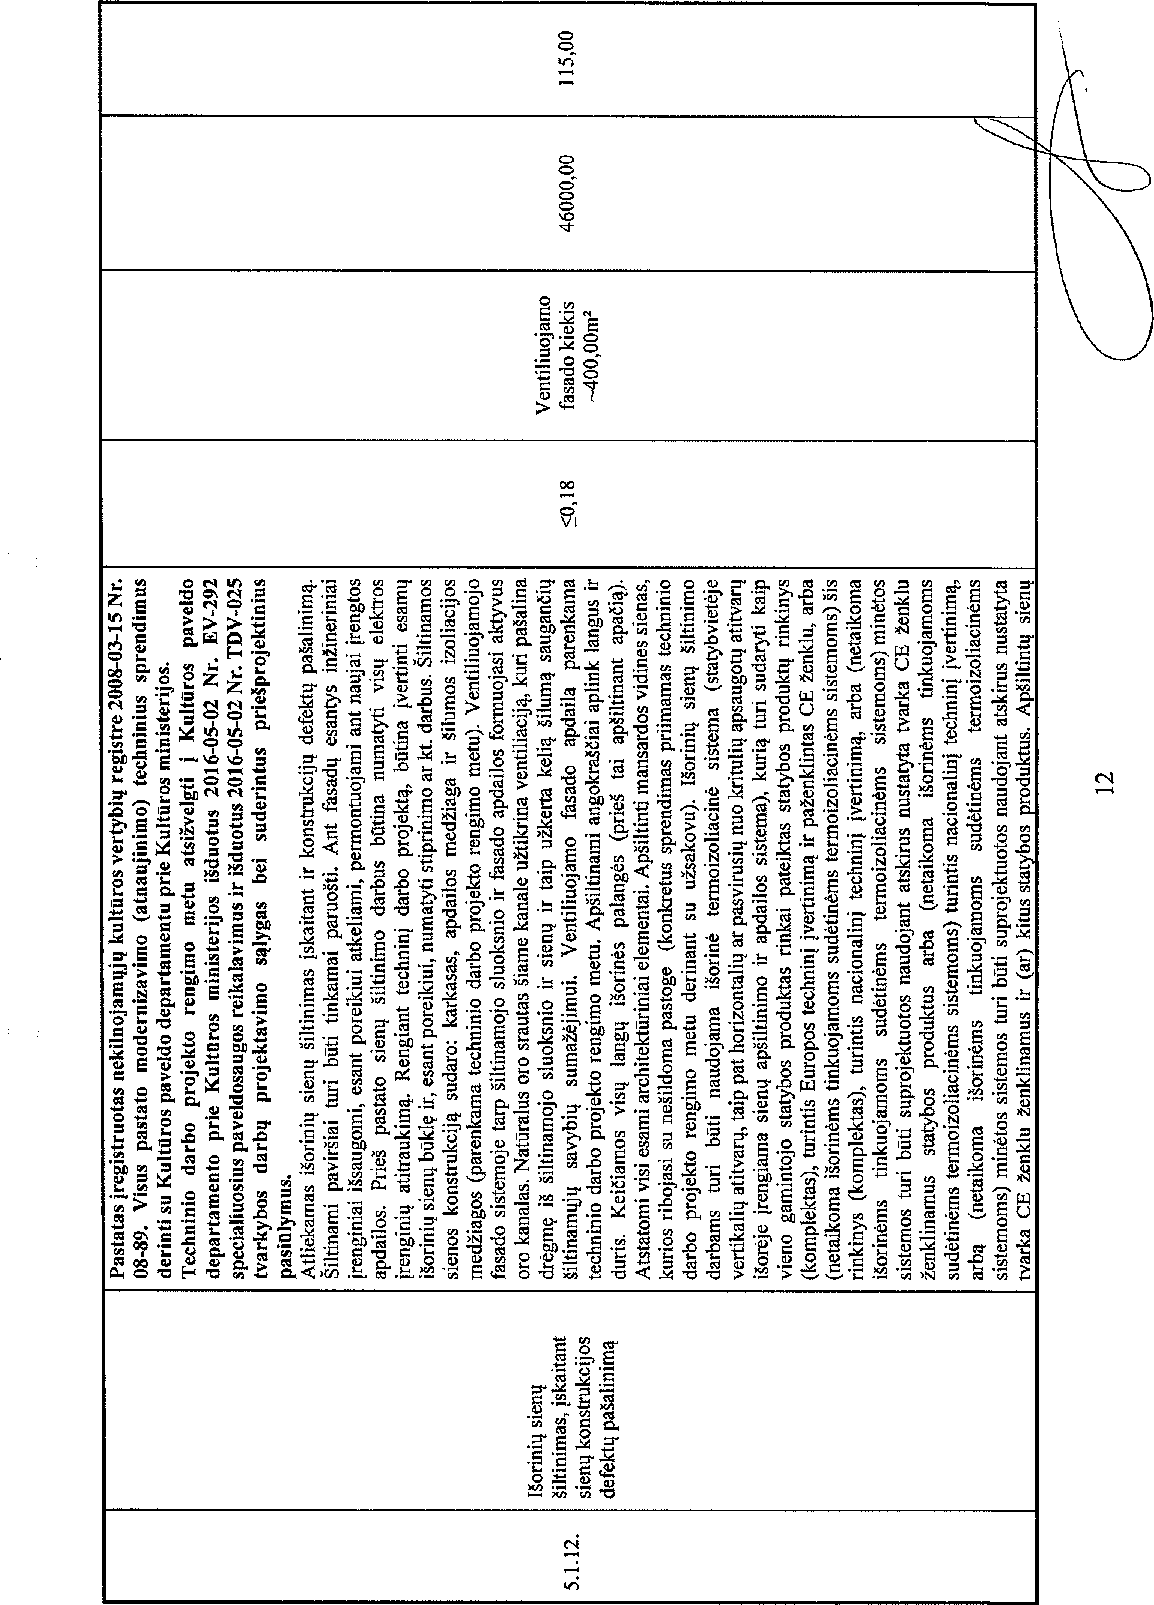 5.1.12.
Išorinių sienų
šiltinimas, įskaitant
sienų konstrukcijos
defektų pašalinimą
Pastatas įregistruotas nekilnojamųjų kultūros vertybių registre 2008-03-15 Nr.
08-89. Visus pastato modernizavimo (atnaujinimo) techninius sprendimus
derinti su Kultūros paveldo departamentu prie Kultūros ministerijos.
Techninio darbo projekto rengimo metu atsižvelgti į Kultūros paveldo
departamento prie Kultūros ministerijos išduotus 2016-05-02 Nr. EV-292
specialiuosius paveldosaugos reikalavimus ir išduotus 2016-05-02 Nr. TDV-025
tvarkybos darbų projektavimo sąlygas bei suderintus priešprojektinius
pasiūlymus.
Atliekamas išorinių sienų šiltinimas įskaitant ir konstrukcijų defektų pašalinimą.
Šiltinami paviršiai turi būti tinkamai paruošti. Ant fasadų esantys inžineriniai
įrenginiai išsaugomi, esant poreikiui atkeliami, permontuojami ant naujai įrengtos
apdailos. Prieš pastato sienų šiltinimo darbus būtina numatyti visų elektros
įrenginių atitraukimą. Rengiant techninį darbo projektą, būtina įvertinti esamų
išorinių sienų būklę ir, esant poreikiui, numatyti stiprinimo ar kt. darbus. Šiltinamos
sienos konstrukciją sudaro: karkasas, apdailos medžiaga ir šilumos izoliacijos
medžiagos (parenkama techninio darbo projekto rengimo metu). Ventiliuojamojo
fasado sistemoje tarp šiltinamojo sluoksnio ir fasado apdailos formuojasi aktyvus
oro kanalas. Natūralus oro srautas šiame kanale užtikrina ventiliaciją, kuri pašalina
drėgmę iš šiltinamojo sluoksnio ir sienų ir taip užkerta kelią šilumą saugančių
šiltinamųjų savybių sumažėjimui. Ventiliuojamo fasado apdaila parenkama
techninio darbo projekto rengimo metu. Apšiltinami angokraščiai aplink langus ir
duris. Keičiamos visų langų išorinės palangės (prieš tai apšiltinant apačią).
Atstatomi visi esami architektūriniai elementai. Apšiltinti mansardos vidines sienas,
kurios ribojasi su nešildoma pastoge (konkretus sprendimas priimamas techninio
darbo projekto rengimo metu derinant su užsakovu). Išorinių sienų šiltinimo
darbams turi būti naudojama išorinė termoizoliacinė sistema (statybvietėje
vertikalių atitvarų, taip pat horizontalių ar pasvirusių nuo kritulių apsaugotų atitvarų
išorėje įrengiama sienų apšiltinimo ir apdailos sistema), kurią turi sudaryti kaip
vieno gamintojo statybos produktas rinkai pateiktas statybos produktų rinkinys
(komplektas), turintis Europos techninį įvertinimą ir paženklintas CE ženklu, arba
(netaikoma išorinėms tinkuojamoms sudėtinėms termoizoliacinėms sistemoms) šis
rinkinys (komplektas), turintis nacionalinį techninį įvertinimą, arba (netaikoma
išorinėms tinkuojamoms sudėtinėms termoizoliacinėms sistemoms) minėtos
sistemos turi būti suprojektuotos naudojant atskirus nustatyta tvarka CE ženklu
ženklinamus statybos produktus arba (netaikoma išorinėms tinkuojamoms
sudėtinėms termoizoliacinėms sistemoms) turintis nacionalinį techninį įvertinimą,
arbą (netaikoma išorinėms tinkuojamoms sudėtinėms termoizoliacinėms
sistemoms) minėtos sistemos turi būti suprojektuotos naudojant atskirus nustatyta
tvarka CE ženklu ženklinamus ir (ar) kitus statybos produktus. Apšiltintų sienų
≤0,18
Ventiliuojamo
fasado kiekis
~400,00m²
46000,00
115,00
12